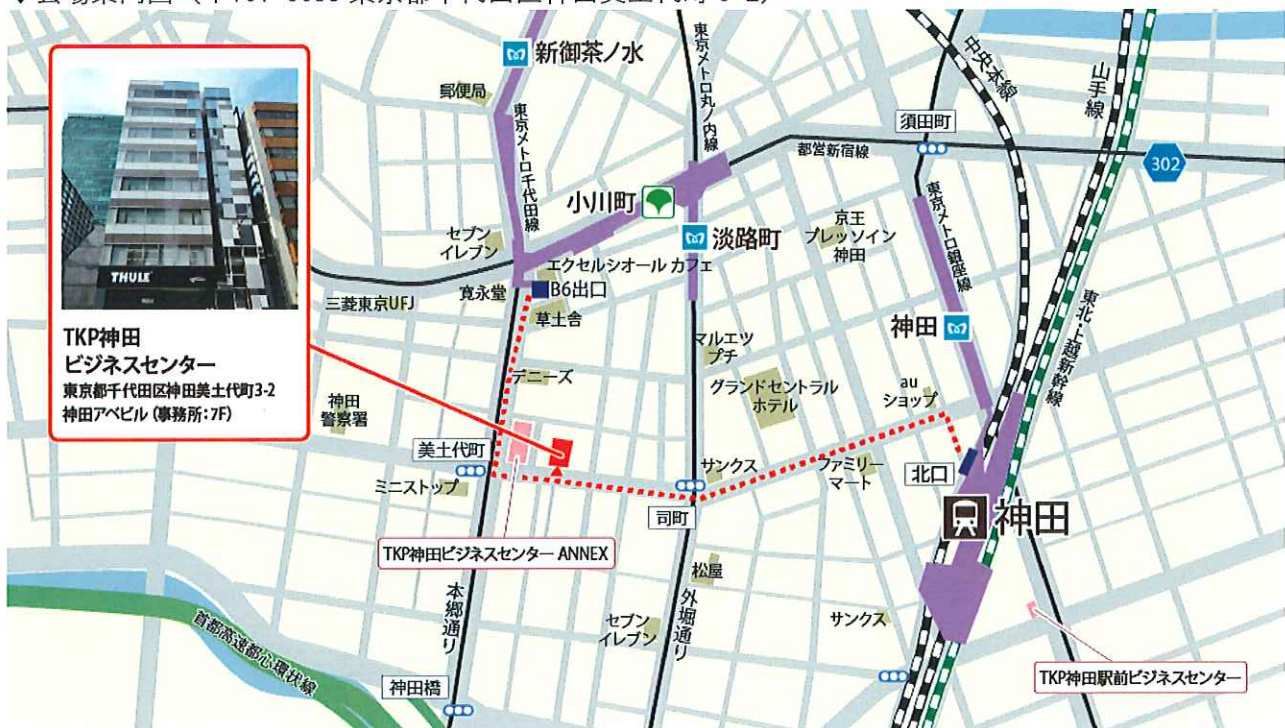 新御茶ノ水
郵便局
東京メトロ千代田線
東京メトロ丸ノ内線
中央本線
山手線
須田町
都営新宿線
302
小川町
淡路町
京王
プレッソイン
神田
東京メトロ銀座線
セブン
イレブン
エクセルシオール カフェ
B6出口
寛永堂
三菱東京UFJ
草土舎
THULE
TKP神田
ビジネスセンター
東京都千代田区神田美土代町3-2
神田アベビル (事務所:7F)
デニーズ
マルエツ
プチ
神田
東北・上越新幹線
グランドセントラル
ホテル
au
ショップ
神田
警察署
美土代町
ミニストップ
サンクス
ファミリー
マート
北口
神田
司町
TKP神田ビジネスセンター ANNEX
松屋
本郷通り
外堀通り
セブン
イレブン
サンクス
首都高速都心環状線
神田橋
TKP神田駅前ビジネスセンター